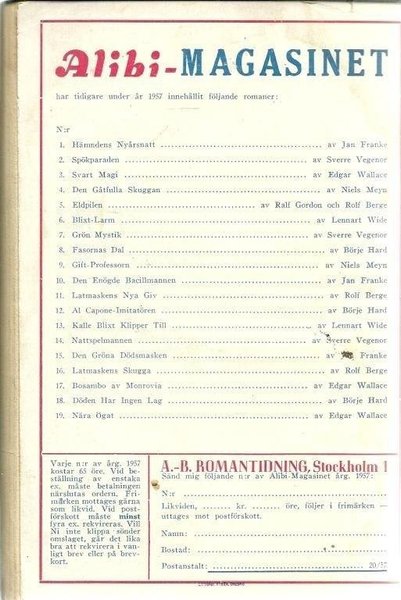 Alibi-MAGASINET
har tidigare under år 1957 innehållit följande romaner:
N:r
1. Hämndens Nyårsnatt av Jan Franke
2. Spökparaden av Sverre Vegenor
3. Svart Magi av Edgar Wallace
4. Den Gåtfulla Skuggan av Niels Meyn
5. Eldpilen av Ralf Gordon och Rolf Berge
6. Blixt-Larm av Lennart Wide
7. Grön Mystik av Sverre Vegenor
8. Fasornas Dal av Börje Hard
9. Gift-Professorn av Niels Meyn
10. Den Enögde Bacillmannen av Jan Franke
11. Latmaskens Nya Giv av Rolf Berge
12. Al Capone-Imitatören av Börje Hard
13. Kalle Blixt Klipper Till av Lennart Wide
14. Nattspelmannen av Sverre Vegenor
15. Den Gröna Dödsmasken av Franke
16. Latmaskens Skugga av Rolf Berge
17. Bosambo av Monrovia av Edgar Wallace
18. Döden Har Ingen Lag av Börje Hard
19. Nära Ögat av Edgar Wallace
Varje n:r av årg. 1957
kostar 65 öre. Vid be-
ställning av enstaka
ex. måste betalningen
närslutas ordern. Fri-
märken mottages gärna
som likvid. Vid post-
förskott måste minst
fyra ex. rekvireras. Vill
Ni inte klippa sönder
omslaget, går det lika
bra att rekvirera i van-
ligt brev eller på brev-
kort.
A.-B. ROMANTIDNING, Stockholm 1
Sänd mig följande n:r av Alibi-Magasinet årg. 1957:
N:r
Likviden, ........ kr. ........ öre, följer i frimärken —
uttages mot postförskott.
Namn:
Bostad:
Postanstalt: 20/57